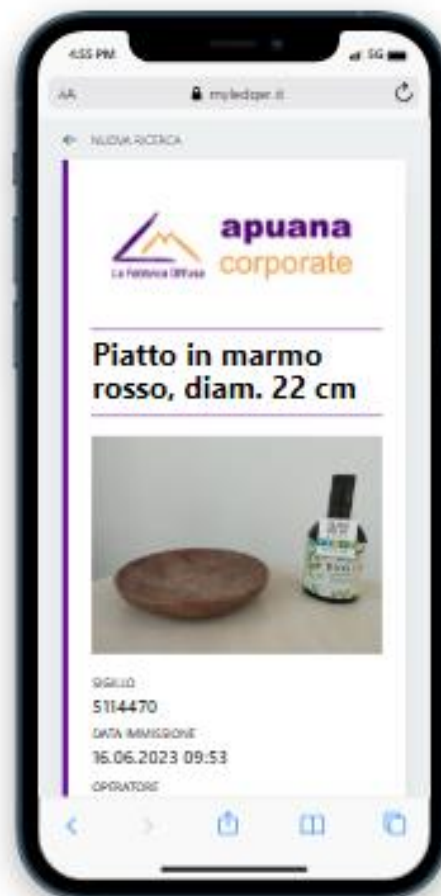 4:55 PM
5G
AA
myledger.it
NUOVA RICERCA
La Fabbrica Diffusa
apuana
corporate
Piatto in marmo
rosso, diam. 22 cm
SIGILLO
5114470
DATA IMMISSIONE
16.06.2023 09:53
OPERATORE